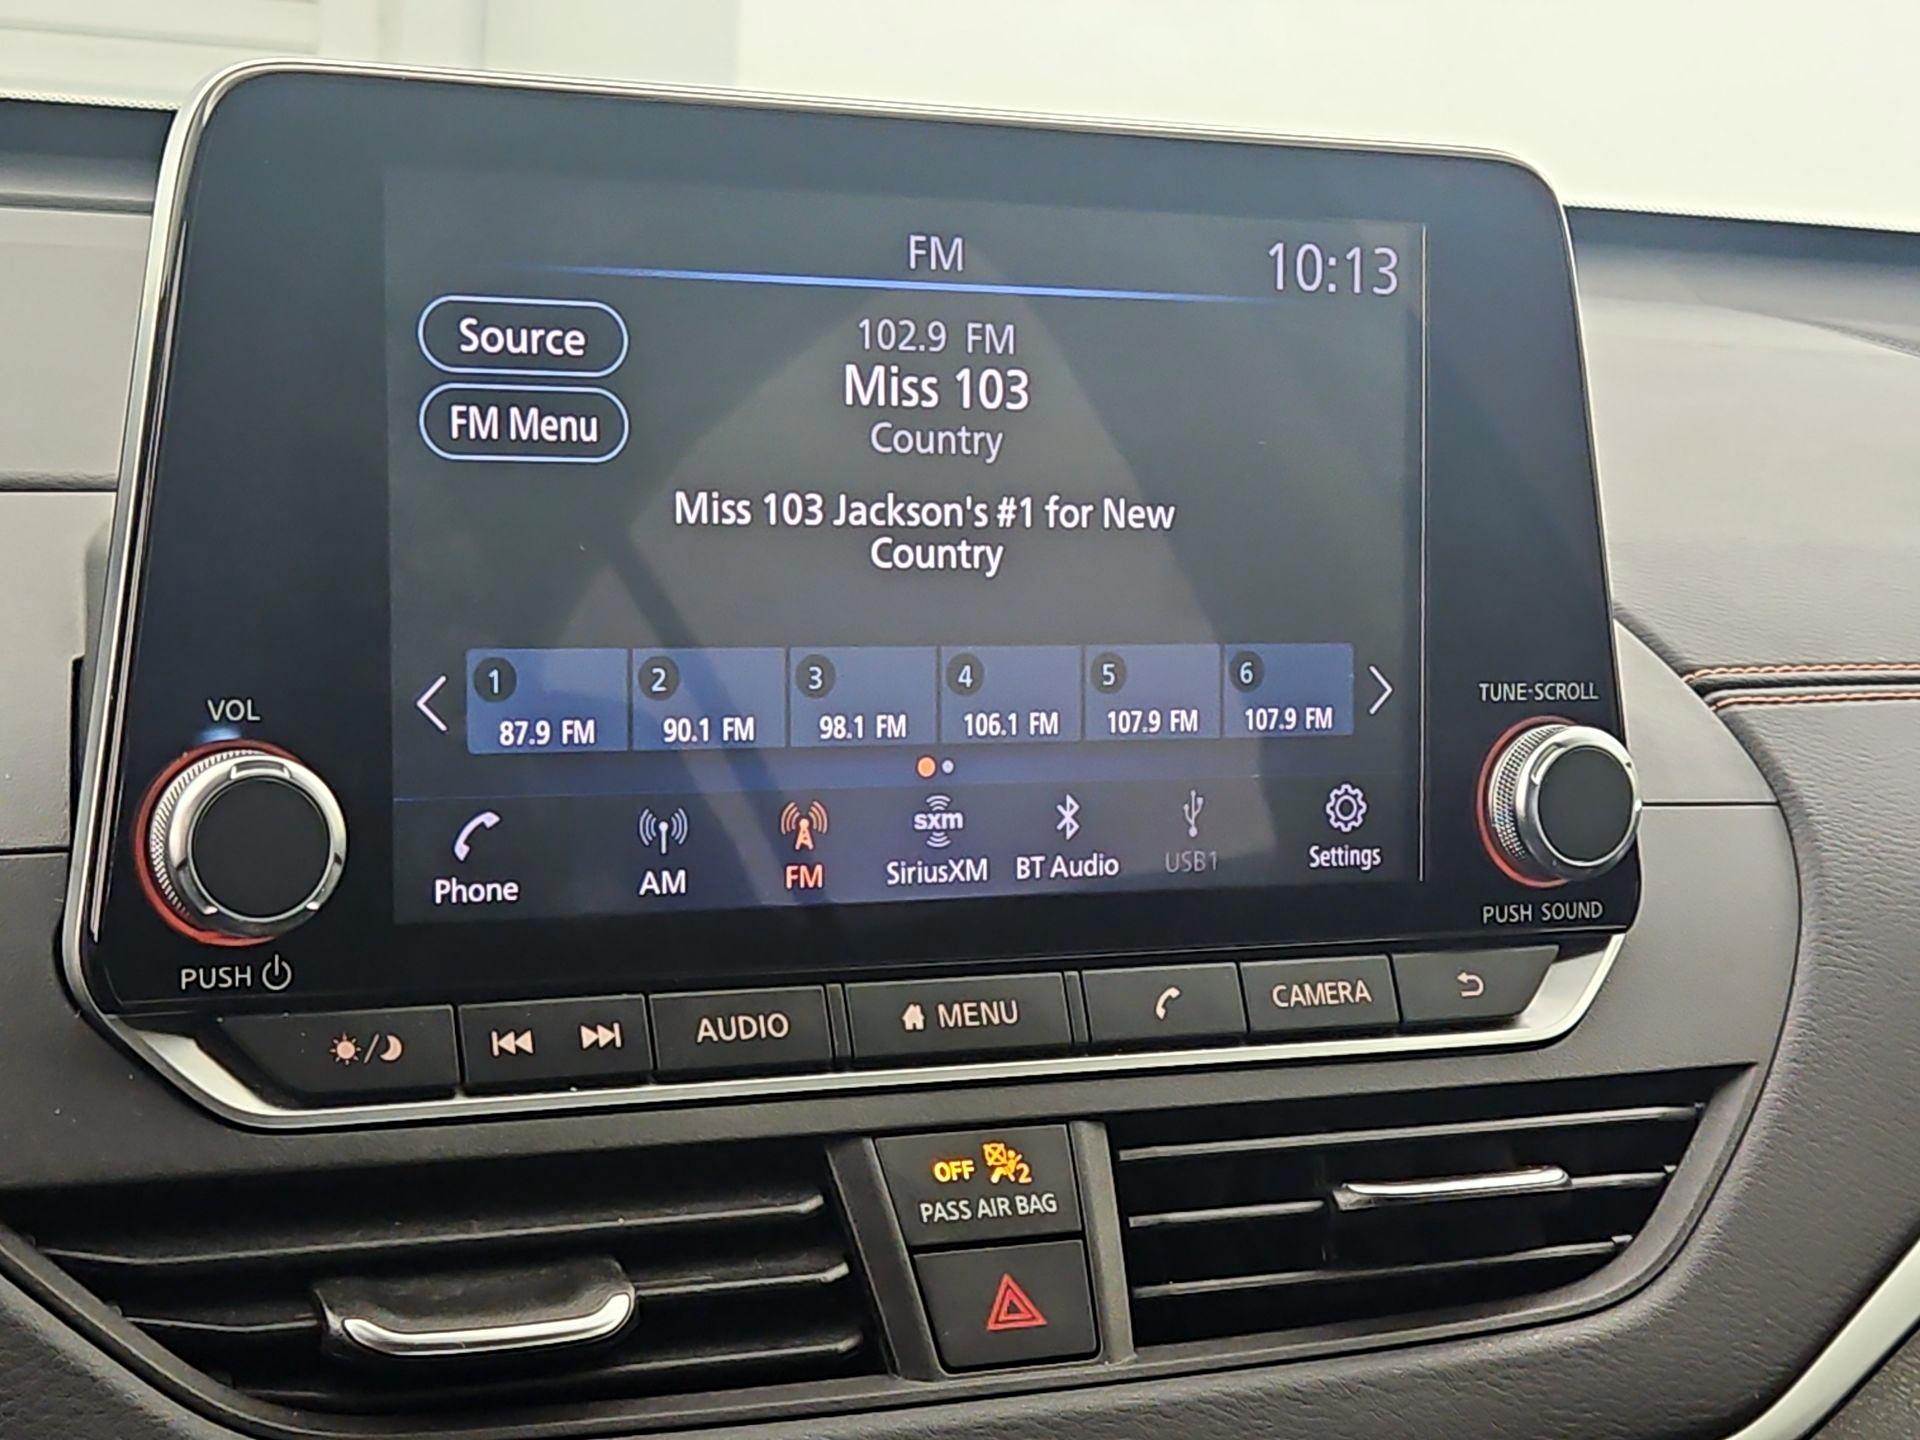 FM
10:13
Source
FM Menu
102.9 FM
Miss 103
Country
Miss 103 Jackson's #1 for New
Country
1
87.9 FM
2
90.1 FM
3
98.1 FM
4
106.1 FM
5
107.9 FM
6
107.9 FM
VOL
TUNE·SCROLL
Phone
AM
FM
sxm
SiriusXM
BT Audio
USB1
Settings
PUSH
PUSH SOUND
AUDIO
MENU
CAMERA
OFF
2
PASS AIR BAG